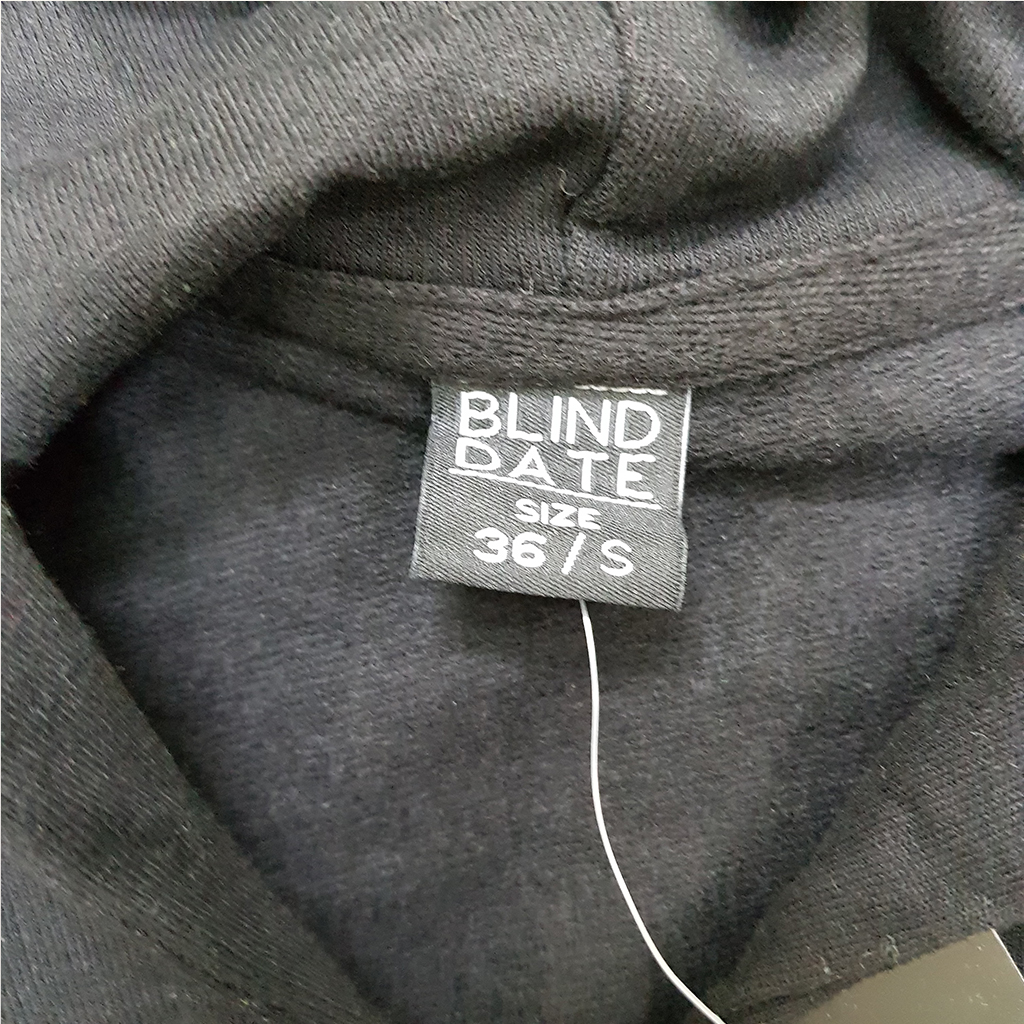 BLIND
DATE
SIZE
36 / S